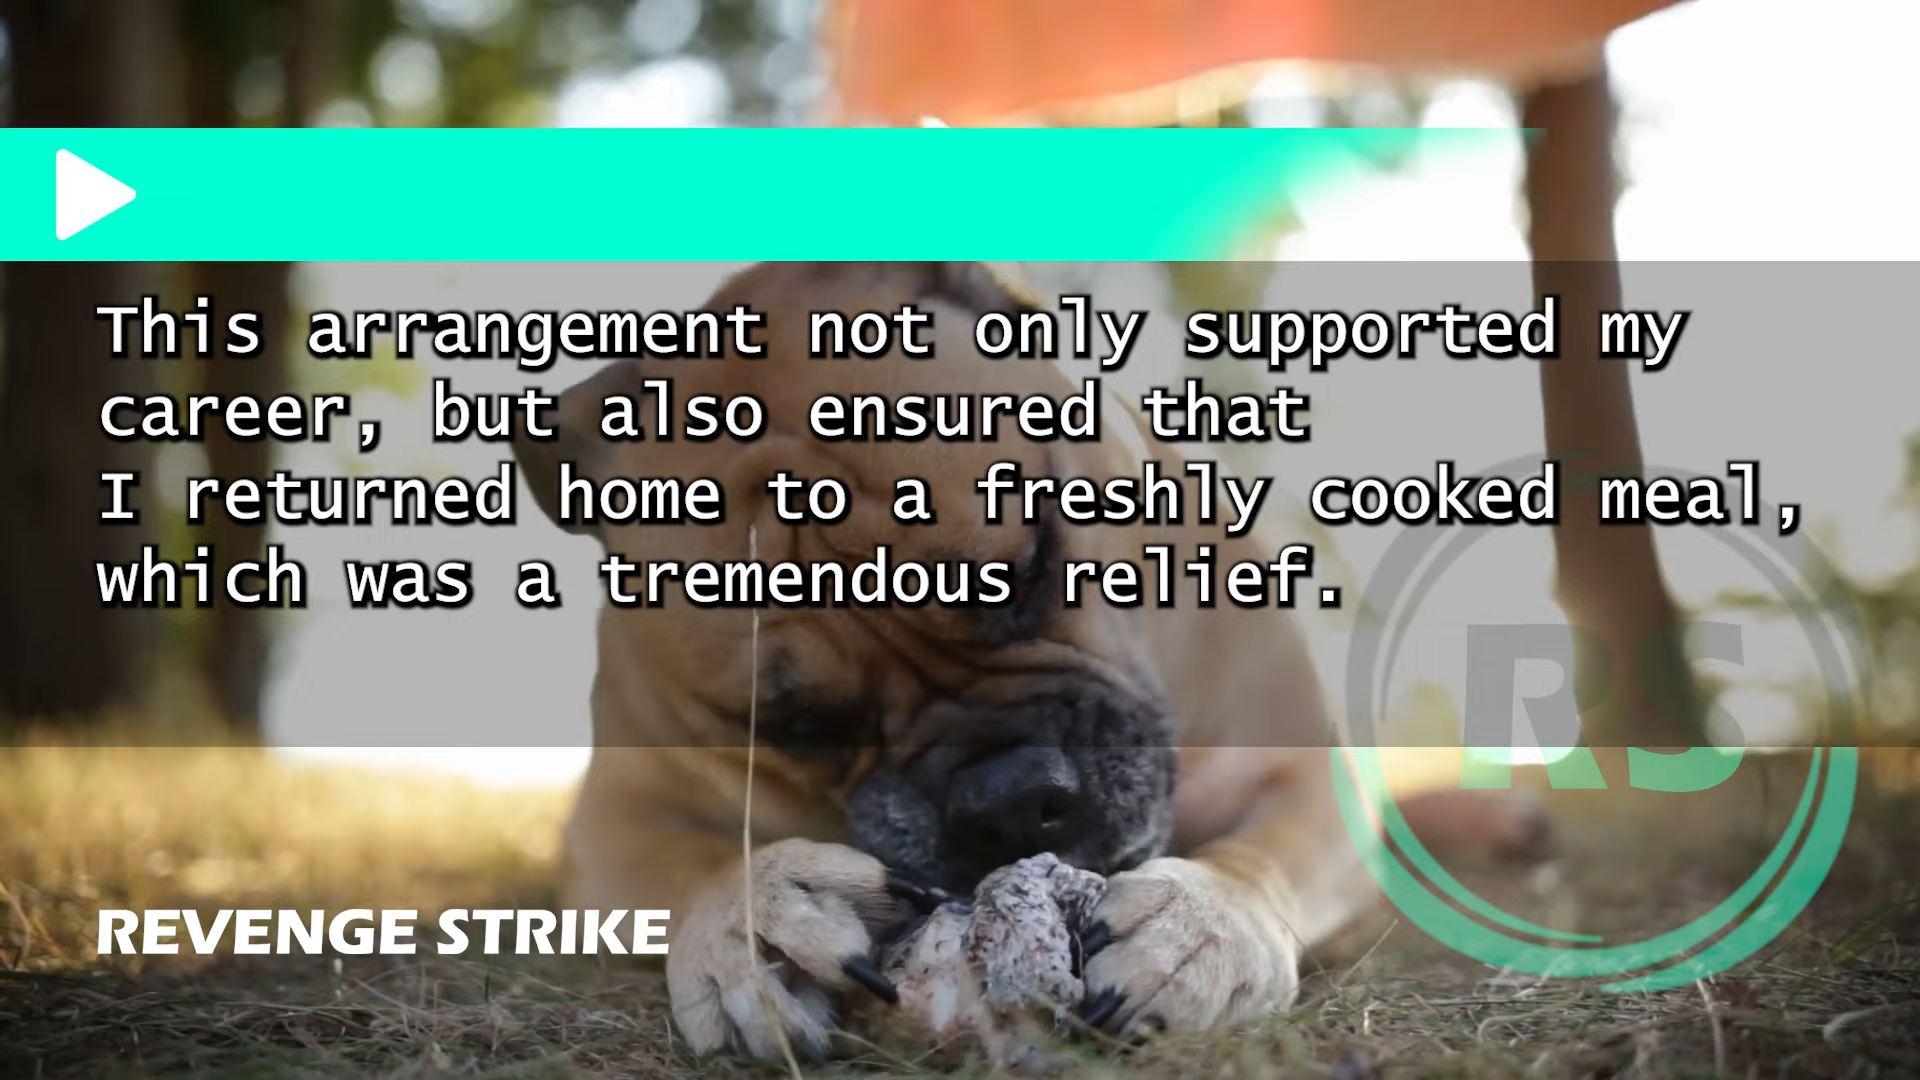 This arrangement not only supported my
career, but also ensured that
I returned home to a freshly cooked meal,
which was a tremendous relief.
RS
REVENGE STRIKE